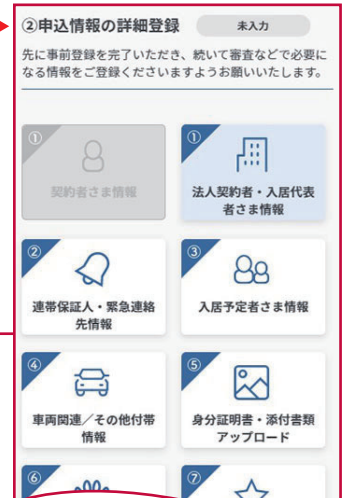 ②申込情報の詳細登録 未入力
先に事前登録を完了いただき、続いて審査などで必要に
なる情報をご登録くださいますようお願いいたします。
① ①
契約者さま情報 法人契約者・入居代表
者さま情報
② ③
連帯保証人・緊急連絡 入居予定者さま情報
先情報
④ ⑤
車両関連／その他付帯 身分証明書・添付書類
情報 アップロード
⑥ ⑦